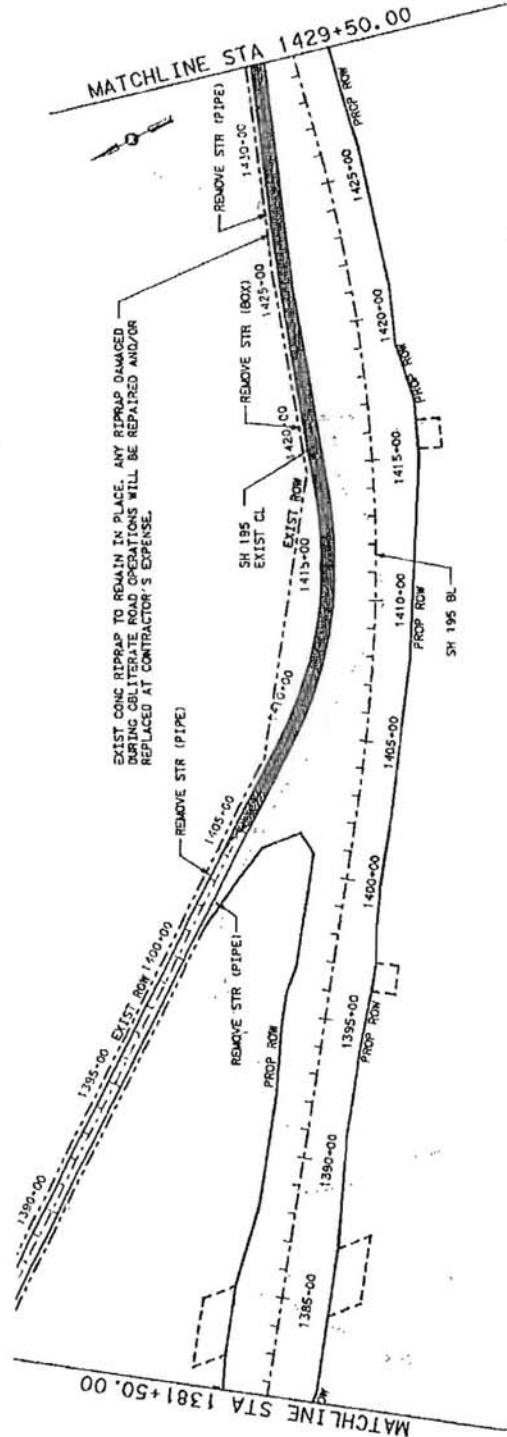 MATCHLINE STA 1429+50.00
EXIST CONC RIPRAP TO REMAIN IN PLACE. ANY RIPRAP DAMAGED
DURING OBLITERATE ROAD OPERATIONS WILL BE REPAIRED AND/OR
REPLACED AT CONTRACTOR'S EXPENSE.
REMOVE STR (PIPE)
REMOVE STR (BOX)
SH 195
EXIST CL
REMOVE STR (PIPE)
REMOVE STR (PIPE)
1390+00
1395+00
EXIST ROW
1400+00
1405+00
1410+00
1415+00
EXIST ROW
1420+00
1425+00
1430+00
PROP ROW
1385+00
1390+00
1395+00
1400+00
1405+00
1410+00
1415+00
1420+00
1425+00
PROP ROW
PROP ROW
PROP ROW
PROP ROW
SH 195 BL
MATCHLINE STA 1381+50.00